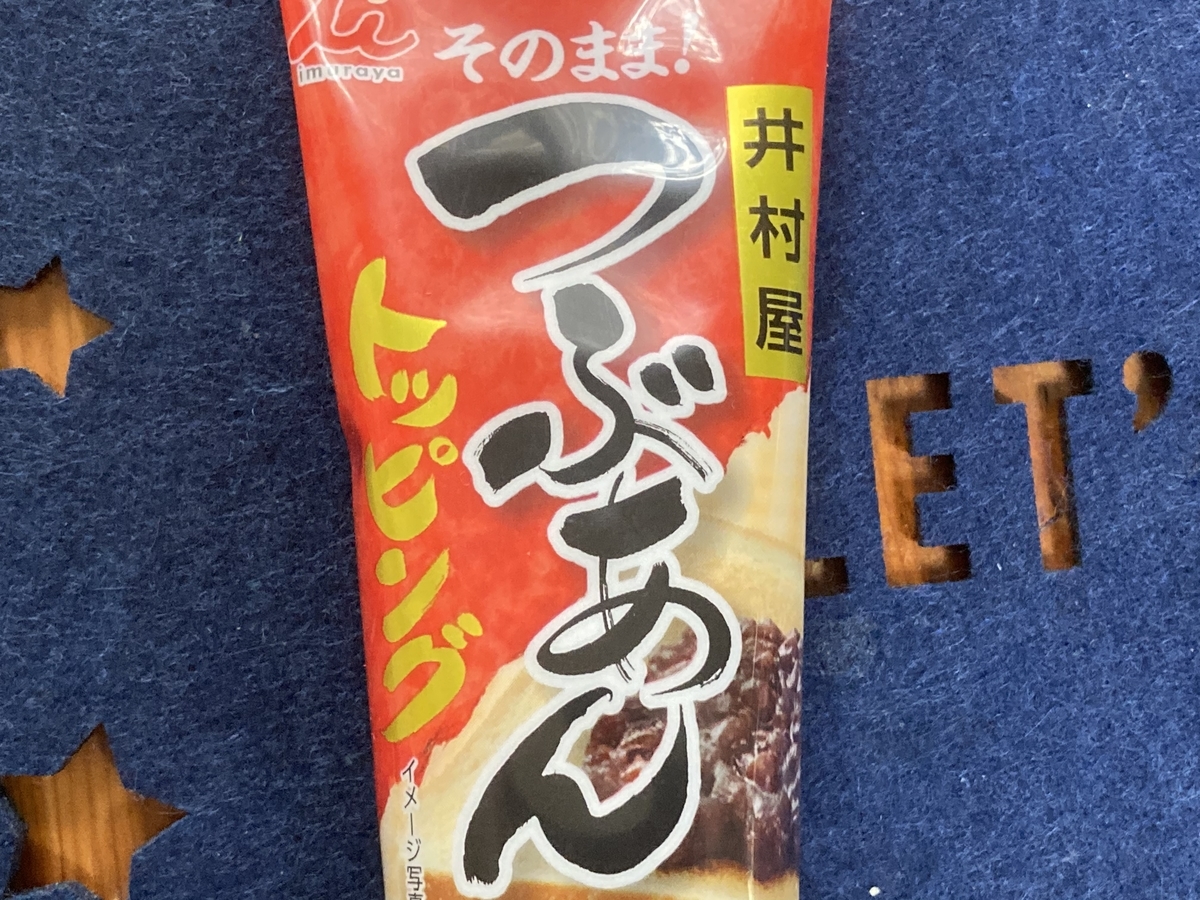 imuraya
そのまま!
井村屋
つぶあん
トッピング
イメージ写真
LET'